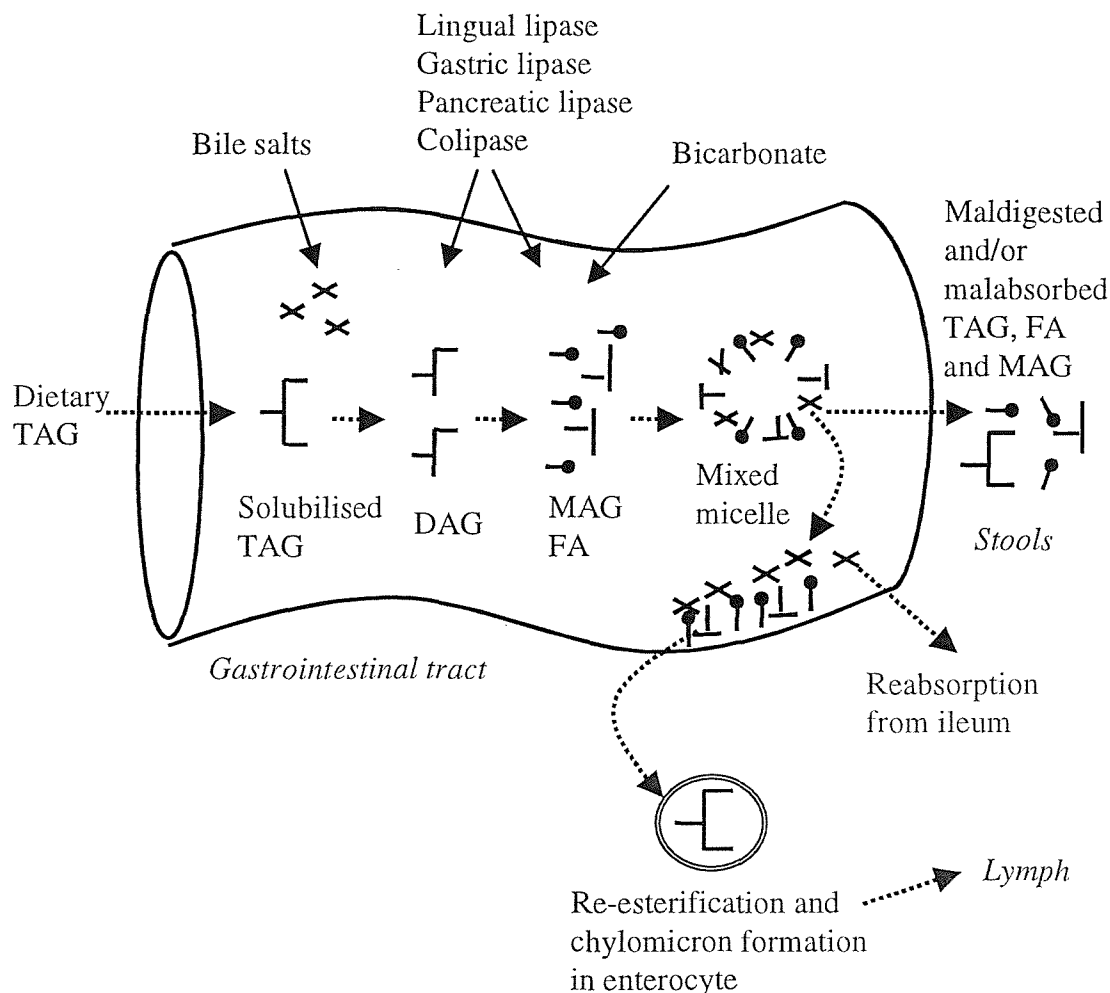 Lingual lipase
Gastric lipase
Pancreatic lipase
Colipase
Bile salts
Bicarbonate
Maldigested
and/or
malabsorbed
TAG, FA
and MAG
Dietary
TAG
Solubilised
TAG
DAG
MAG
FA
Mixed
micelle
Stools
Gastrointestinal tract
Reabsorption
from ileum
Lymph
Re-esterification and
chylomicron formation
in enterocyte